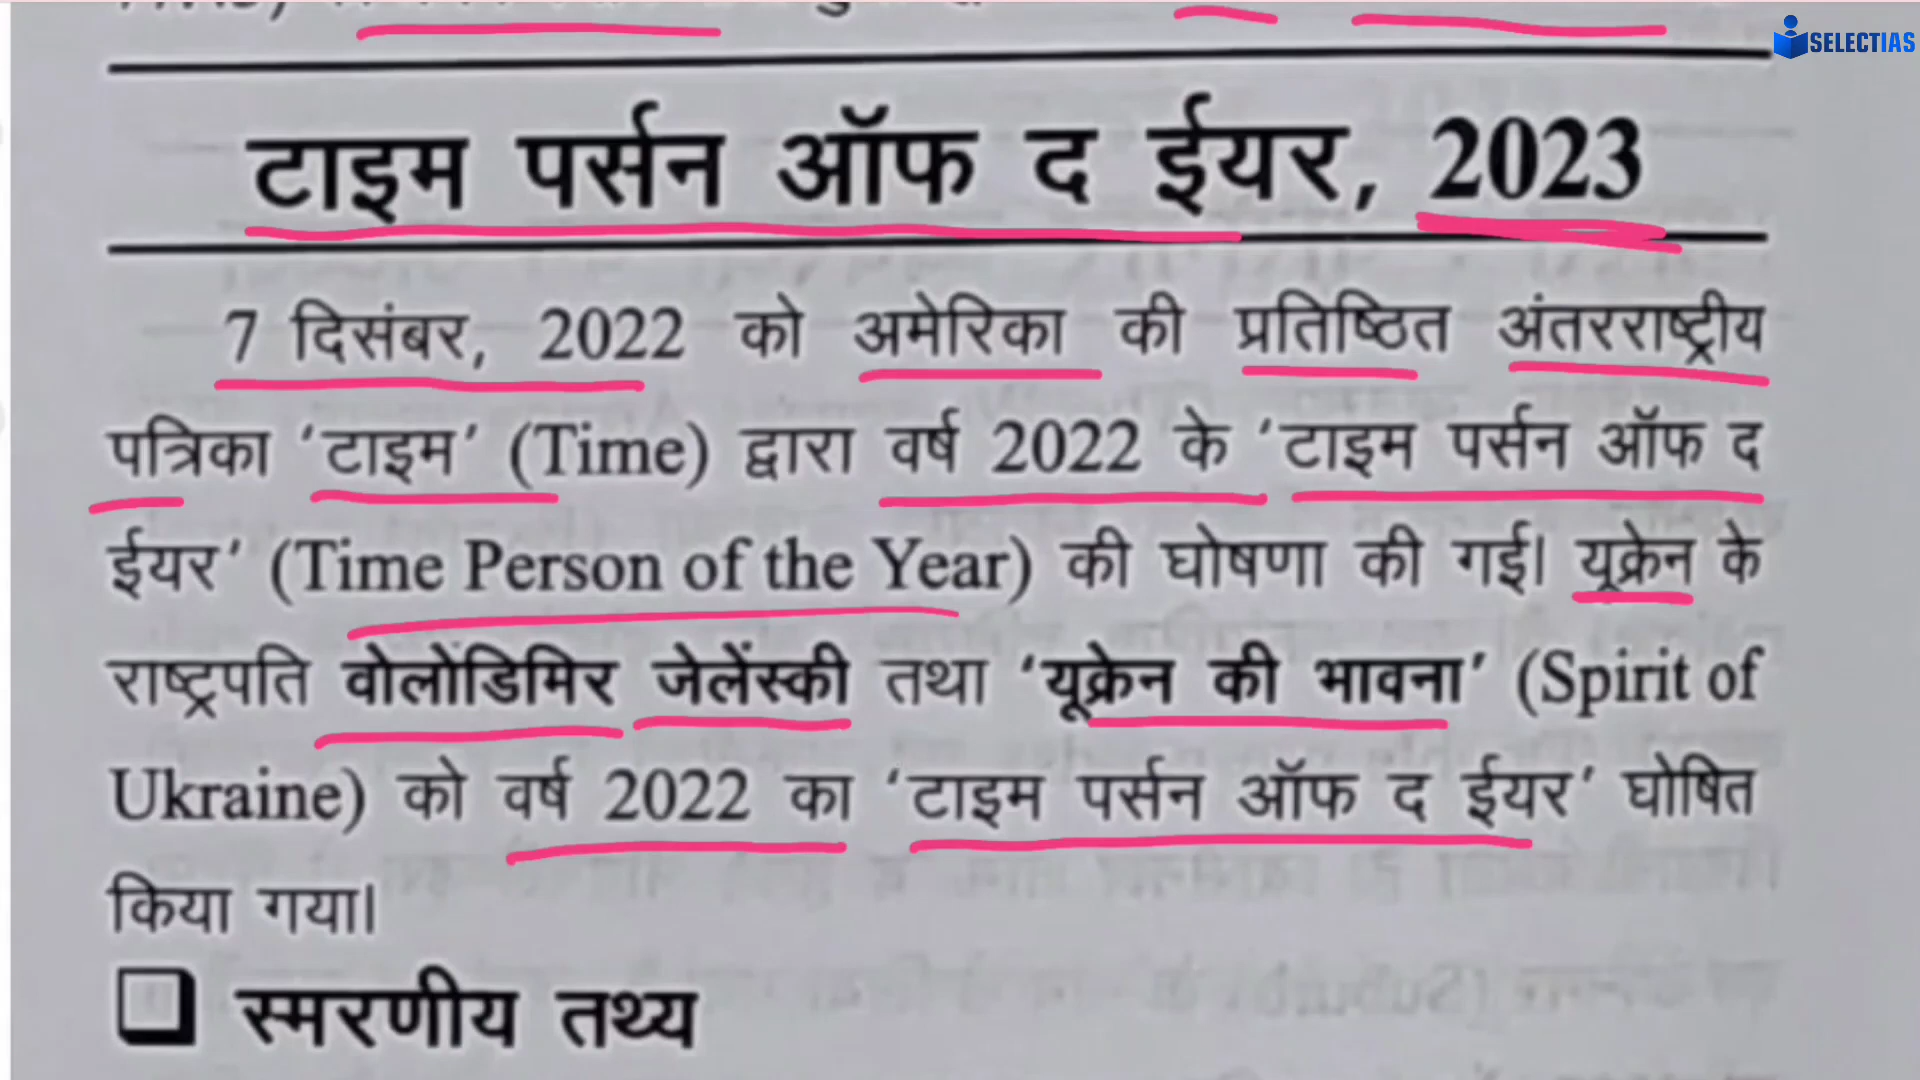 SELECTIAS
टाइम पर्सन ऑफ द ईयर, 2023
7 दिसंबर, 2022 को अमेरिका की प्रतिष्ठित अंतरराष्ट्रीय
पत्रिका ‘टाइम’ (Time) द्वारा वर्ष 2022 के ‘टाइम पर्सन ऑफ द
ईयर’ (Time Person of the Year) की घोषणा की गई। यूक्रेन के
राष्ट्रपति वोलोंडिमिर जेलेंस्की तथा ‘यूक्रेन की भावना’ (Spirit of
Ukraine) को वर्ष 2022 का ‘टाइम पर्सन ऑफ द ईयर’ घोषित
किया गया।
स्मरणीय तथ्य